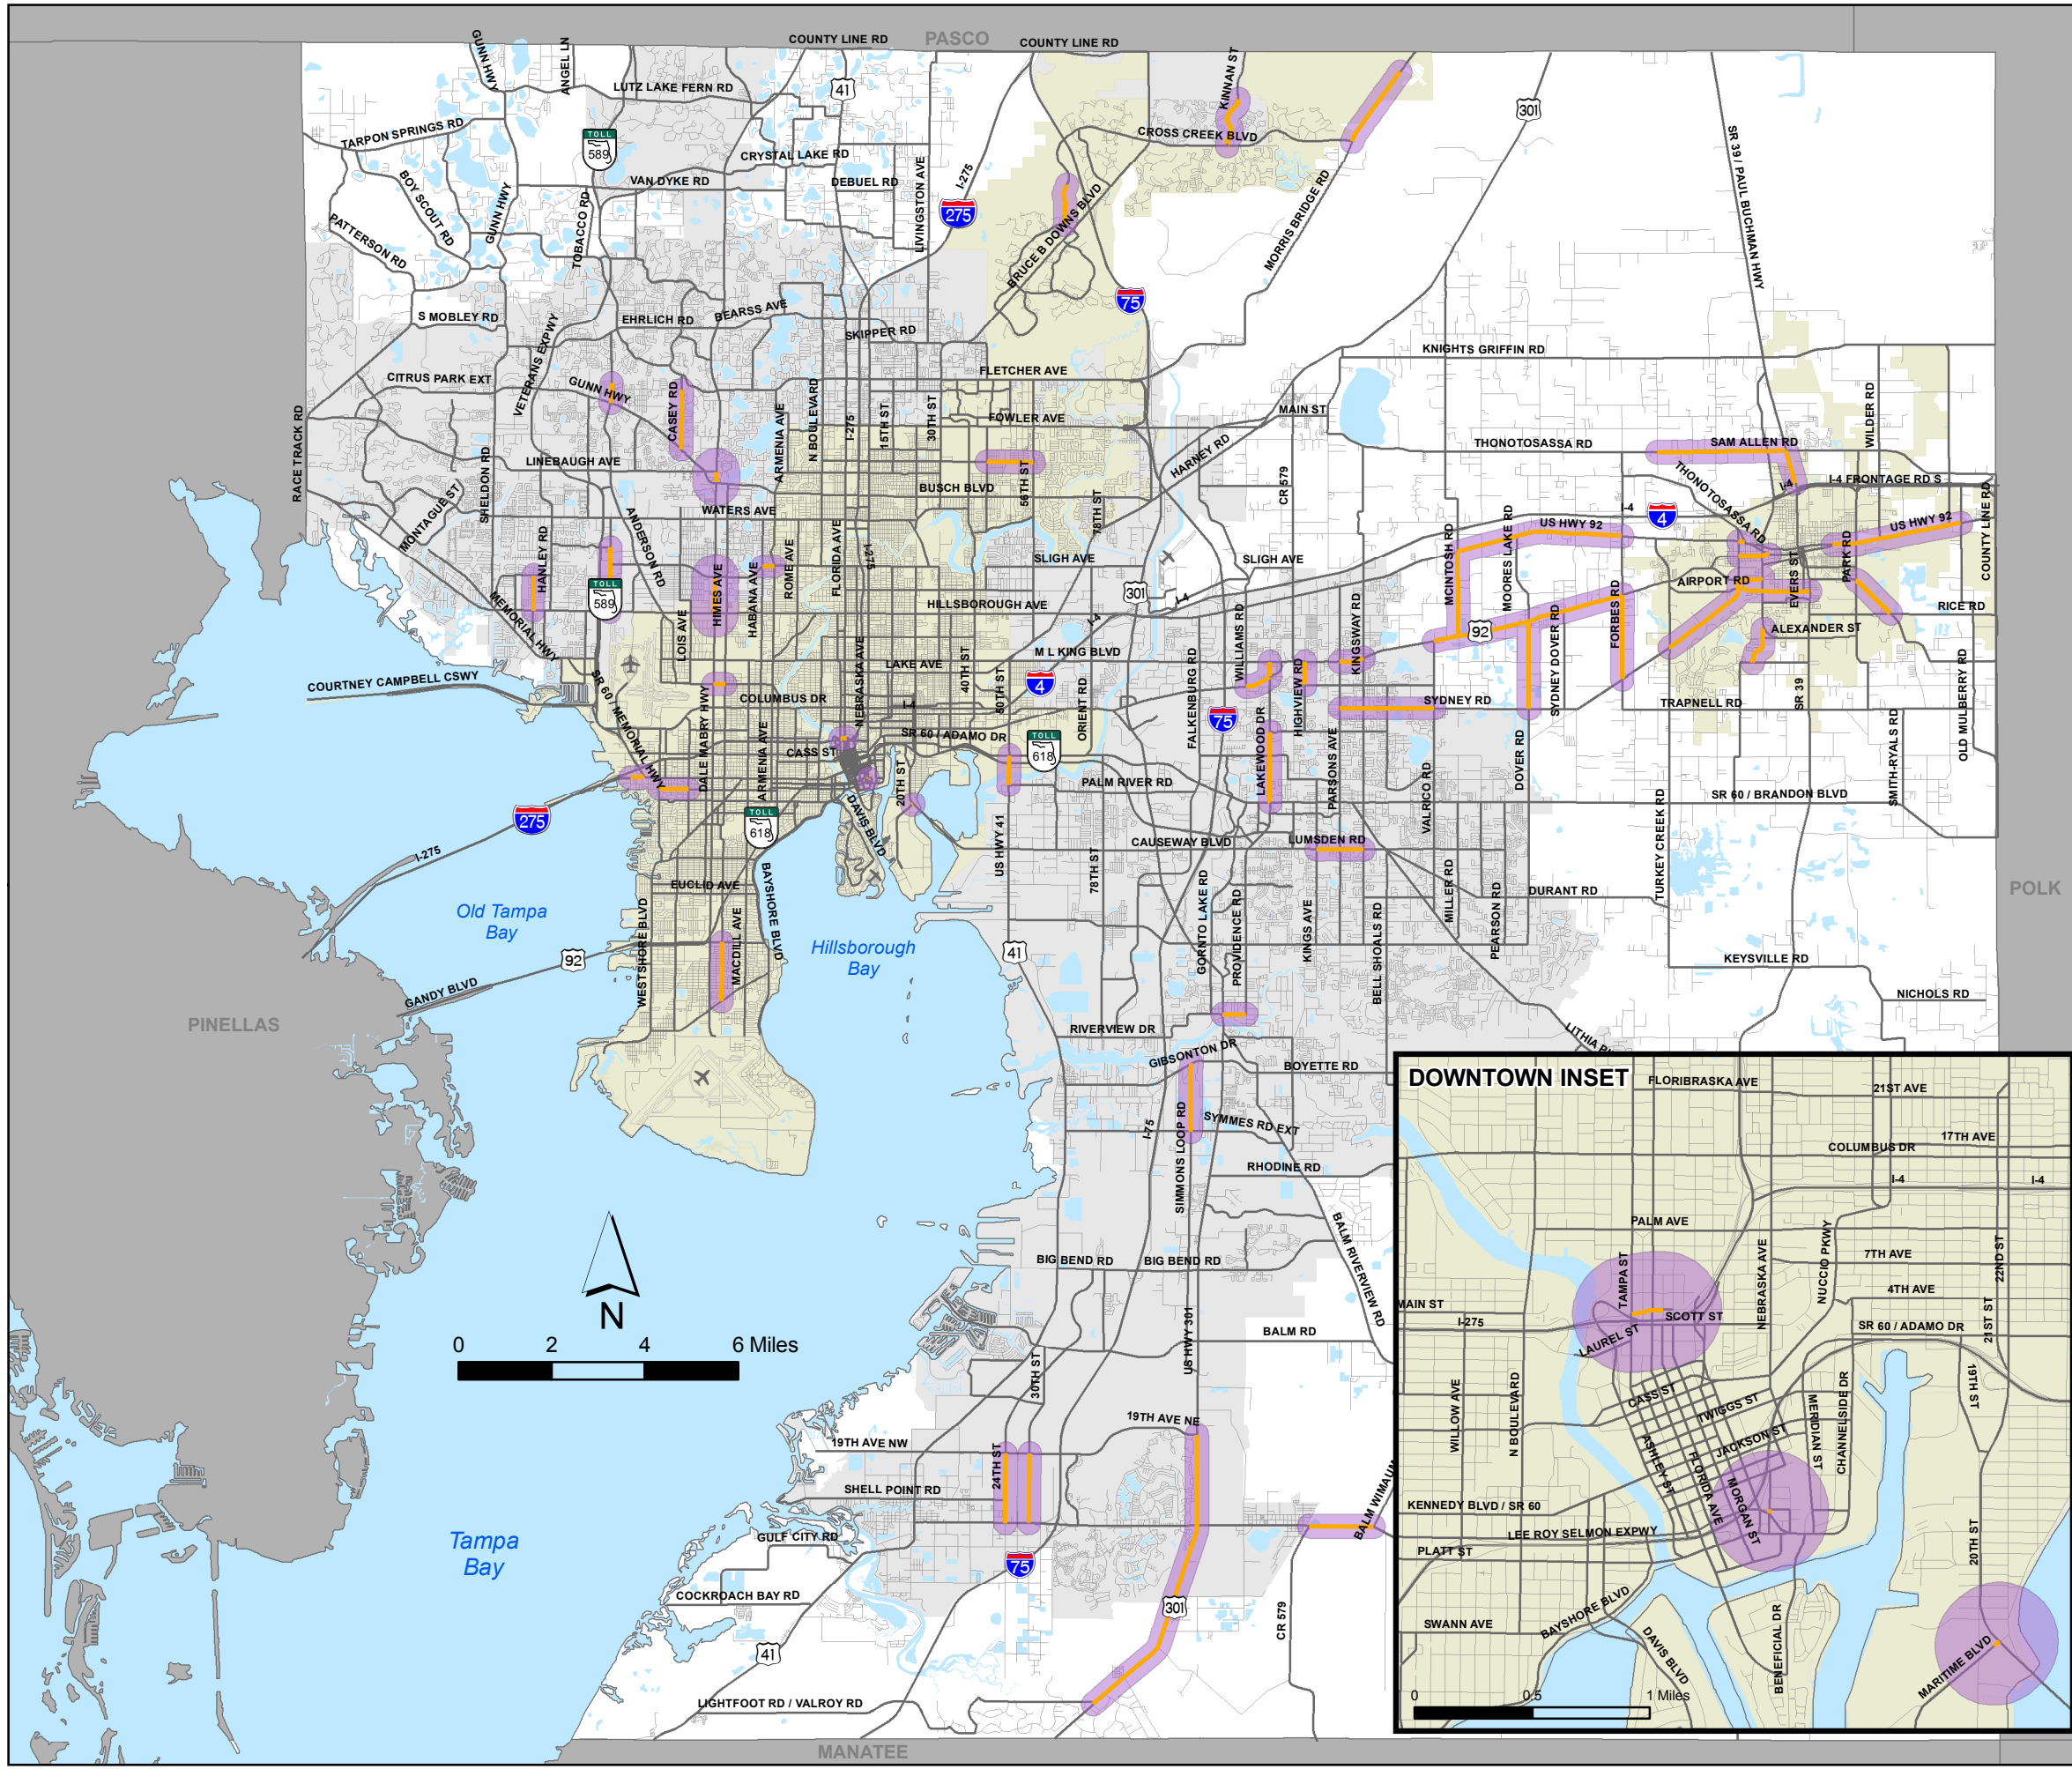 PASCO
COUNTY LINE RD
COUNTY LINE RD
GUNN HWY
ANGEL LN
LUTZ LAKE FERN RD
41
KINNAN ST
301
TARPON SPRINGS RD
TOLL
589
CROSS CREEK BLVD
CRYSTAL LAKE RD
SR 39 / PAUL BUCHMAN HWY
BOY SCOUT RD
VAN DYKE RD
DEBUEL RD
LIVINGSTON AVE
I-275
275
GUNN HWY
TOBACCO RD
PATTERSON RD
BRUCE B DOWNS BLVD
MORRIS BRIDGE RD
75
S MOBLEY RD
EHRLICH RD
BEARSS AVE
SKIPPER RD
VETERANS EXPWY
KNIGHTS GRIFFIN RD
CITRUS PARK EXT
GUNN HWY
CASEY RD
FLETCHER AVE
RACE TRACK RD
ARMENIA AVE
N BOULEVARD
I-275
15TH ST
30TH ST
FOWLER AVE
MAIN ST
WILDER RD
THONOTOSASSA RD
SAM ALLEN RD
HARNEY RD
LINEBAUGH AVE
SHELDON RD
56TH ST
CR 579
THONOTOSASSA RD
I-4
I-4 FRONTAGE RD S
BUSCH BLVD
MONTAGUE ST
WATERS AVE
78TH ST
ANDERSON RD
I-4
4
US HWY 92
US HWY 92
COUNTY LINE RD
HANLEY RD
FLORIDA AVE
I-275
ROME AVE
SLIGH AVE
SLIGH AVE
MCINTOSH RD
MOORES LAKE RD
PARK RD
EVERS ST
AIRPORT RD
TOLL
589
HIMES AVE
HABANA AVE
301
I-4
MEMORIAL HWY
HILLSBOROUGH AVE
LOIS AVE
I-4
WILLIAMS RD
KINGSWAY RD
92
SYDNEY DOVER RD
FORBES RD
RICE RD
ALEXANDER ST
NEBRASKA AVE
M L KING BLVD
LAKE AVE
40TH ST
50TH ST
4
ORIENT RD
FALKENBURG RD
HIGHVIEW RD
COURTNEY CAMPBELL CSWY
SR 60 / MEMORIAL HWY
COLUMBUS DR
DALE MABRY HWY
I-4
75
LAKEWOOD DR
SYDNEY RD
TRAPNELL RD
SR 39
SMITH-RYALS RD
OLD MULBERRY RD
SR 60 / ADAMO DR
TOLL
618
CASS ST
ARMENIA AVE
20TH ST
PALM RIVER RD
PARSONS AVE
DOVER RD
VALRICO RD
SR 60 / BRANDON BLVD
275
TOLL
618
DAVIS BLVD
US HWY 41
CAUSEWAY BLVD
LUMSDEN RD
TURKEY CREEK RD
I-275
78TH ST
EUCLID AVE
BAYSHORE BLVD
MACDILL AVE
WESTSHORE BLVD
POLK
Old Tampa
Bay
Hillsborough
Bay
92
41
GORNTO LAKE RD
PROVIDENCE RD
KINGS AVE
BELL SHOALS RD
MILLER RD
PEARSON RD
DURANT RD
GANDY BLVD
KEYSVILLE RD
NICHOLS RD
PINELLAS
RIVERVIEW DR
GIBSONTON DR
BOYETTE RD
SYMMES RD EXT
I-75
SIMMONS LOOP RD
RHODINE RD
BIG BEND RD
BIG BEND RD
BALM RIVERVIEW RD
N
0
2
4
6 Miles
US HWY 301
BALM RD
30TH ST
19TH AVE NE
19TH AVE NW
24TH ST
SHELL POINT RD
GULF CITY RD
Tampa
Bay
75
301
COCKROACH BAY RD
41
CR 579
LIGHTFOOT RD / VALROY RD
MANATEE
DOWNTOWN INSET
FLORIBRASKA AVE
21ST AVE
17TH AVE
COLUMBUS DR
I-4
I-4
PALM AVE
NUCCIO PKWY
7TH AVE
22ND ST
TAMPA ST
NEBRASKA AVE
4TH AVE
MAIN ST
I-275
SCOTT ST
LAUREL ST
SR 60 / ADAMO DR
21ST ST
19TH ST
WILLOW AVE
N BOULEVARD
CASS ST
TWIGGS ST
JACKSON ST
MERIDIAN ST
CHANNELSIDE DR
ASHLEY ST
FLORIDA AVE
MORGAN ST
KENNEDY BLVD / SR 60
LEE ROY SELMON EXPWY
PLATT ST
20TH ST
SWANN AVE
BAYSHORE BLVD
DAVIS BLVD
BENEFICIAL DR
MARITIME BLVD
0
0.5
1 Miles